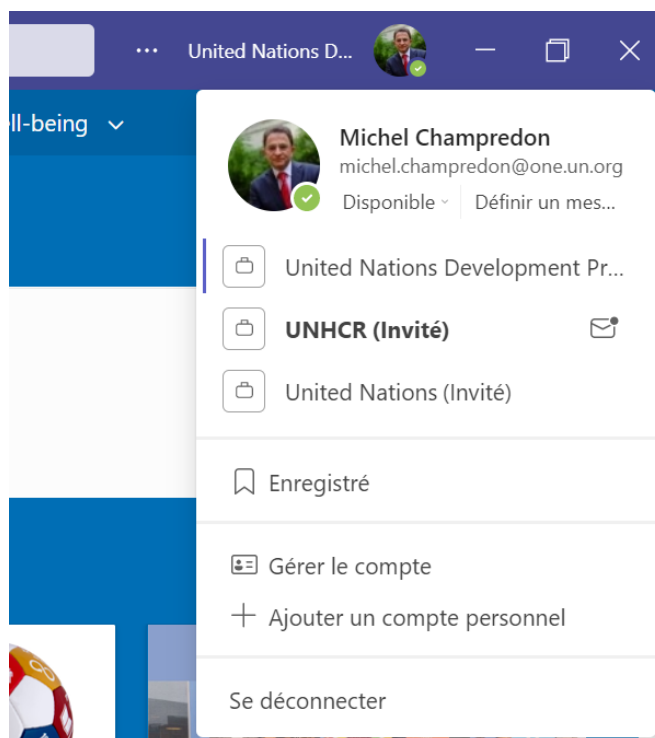 ··· United Nations D...
ll-being
Michel Champredon
michel.champredon@one.un.org
Disponible Définir un mes...
United Nations Development Pr...
UNHCR (Invité)
United Nations (Invité)
Enregistré
Gérer le compte
Ajouter un compte personnel
Se déconnecter